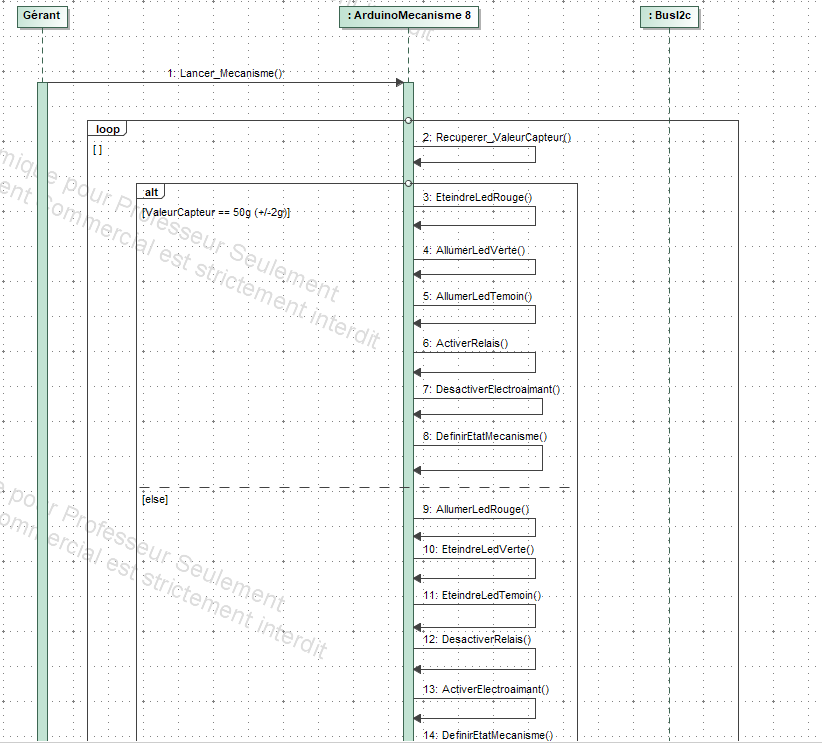 Gérant
: ArduinoMecanisme 8
: BusI2c
1: Lancer_Mecanisme()
loop
[ ]
2: Recuperer_ValeurCapteur()
alt
[ValeurCapteur == 50g (+/-2g)]
3: EteindreLedRouge()
4: AllumerLedVerte()
5: AllumerLedTemoin()
6: ActiverRelais()
7: DesactiverElectroaimant()
8: DefinirEtatMecanisme()
[else]
9: AllumerLedRouge()
10: EteindreLedVerte()
11: EteindreLedTemoin()
12: DesactiverRelais()
13: ActiverElectroaimant()
14: DefinirEtatMecanisme()
mique pour Professeur Seulement
ent Commercial est strictement interdit
e pour Professeur Seulement
Commercial est strictement interdit
rdit